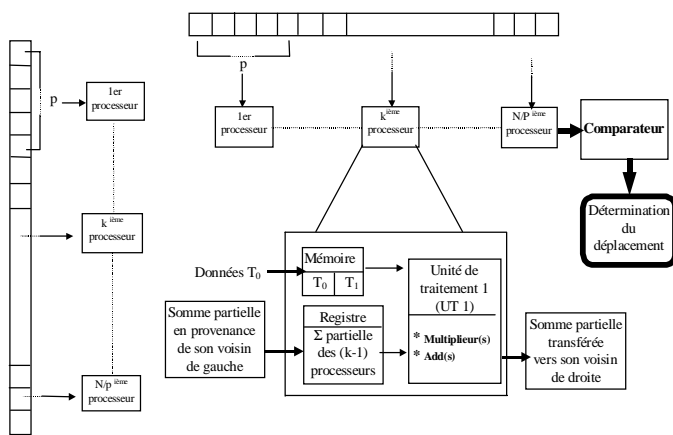 p
1er
processeur
k ième
processeur
N/p ième
processeur
p
1er
processeur
k ième
processeur
N/P ième
processeur
Comparateur
Détermination
du
déplacement
Données T0
Mémoire
T0 T1
Unité de
traitement 1
(UT 1)
* Multiplieur(s)
* Add(s)
Somme partielle
en provenance
de son voisin
de gauche
Registre
Σ partielle
des (k-1)
processeurs
Somme partielle
transférée
vers son voisin
de droite